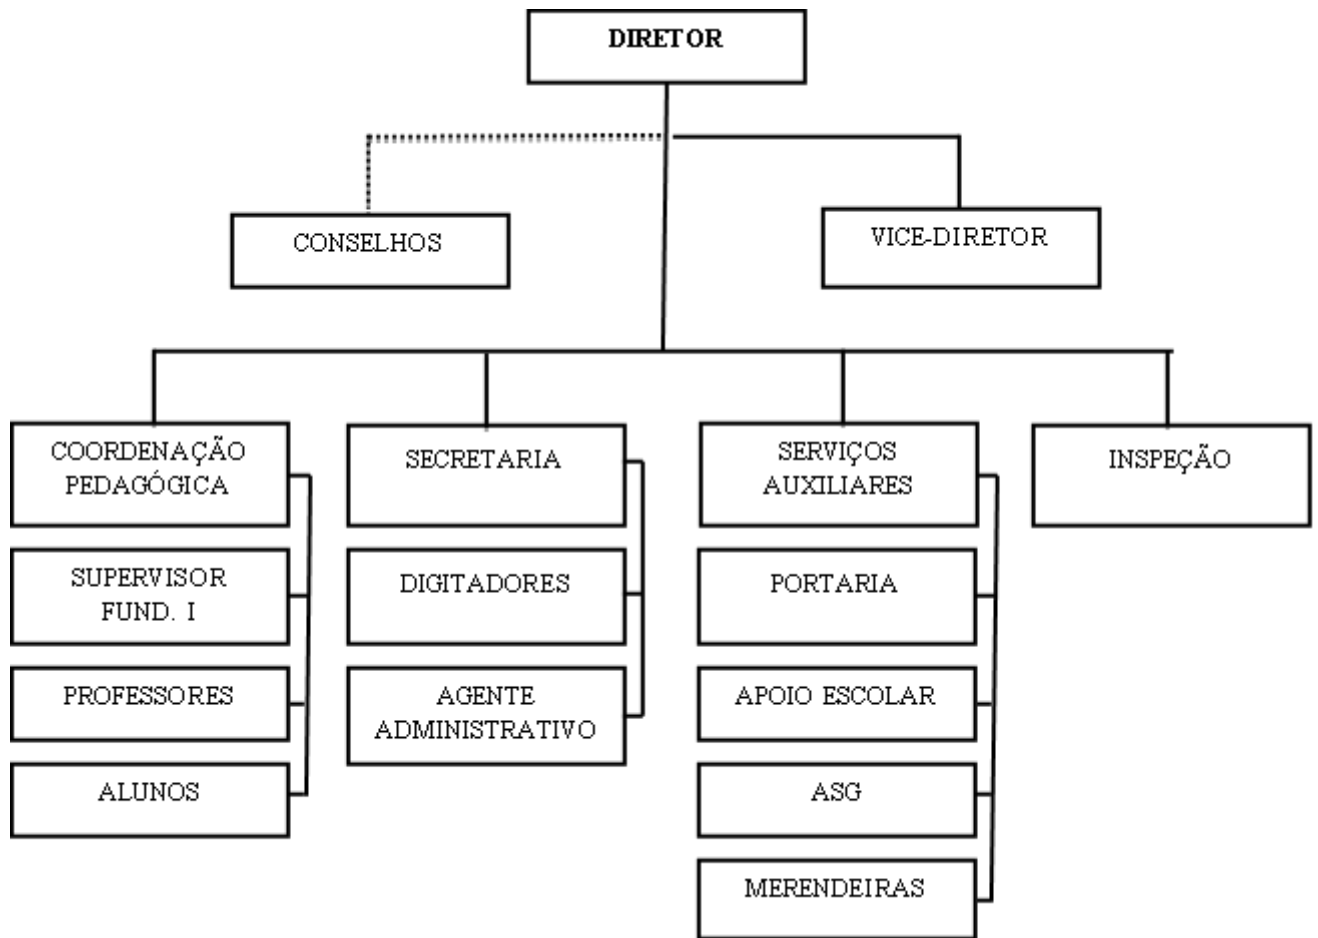 DIRETOR
CONSELHOS
VICE-DIRETOR
COORDENAÇÃO
PEDAGÓGICA
SECRETARIA
SERVIÇOS
AUXILIARES
INSPEÇÃO
SUPERVISOR
FUND. I
DIGITADORES
PORTARIA
PROFESSORES
AGENTE
ADMINISTRATIVO
APOIO ESCOLAR
ALUNOS
ASG
MERENDEIRAS